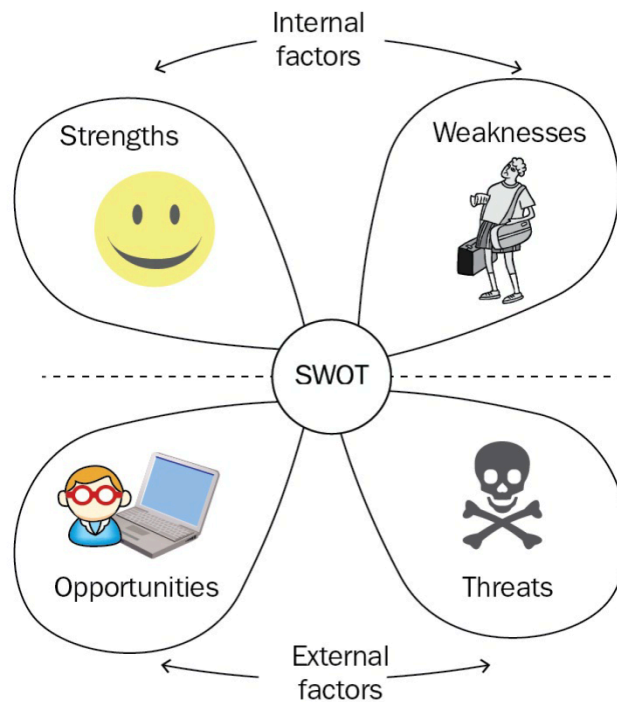 Internal
factors
Strengths
Weaknesses
SWOT
Opportunities
Threats
External
factors